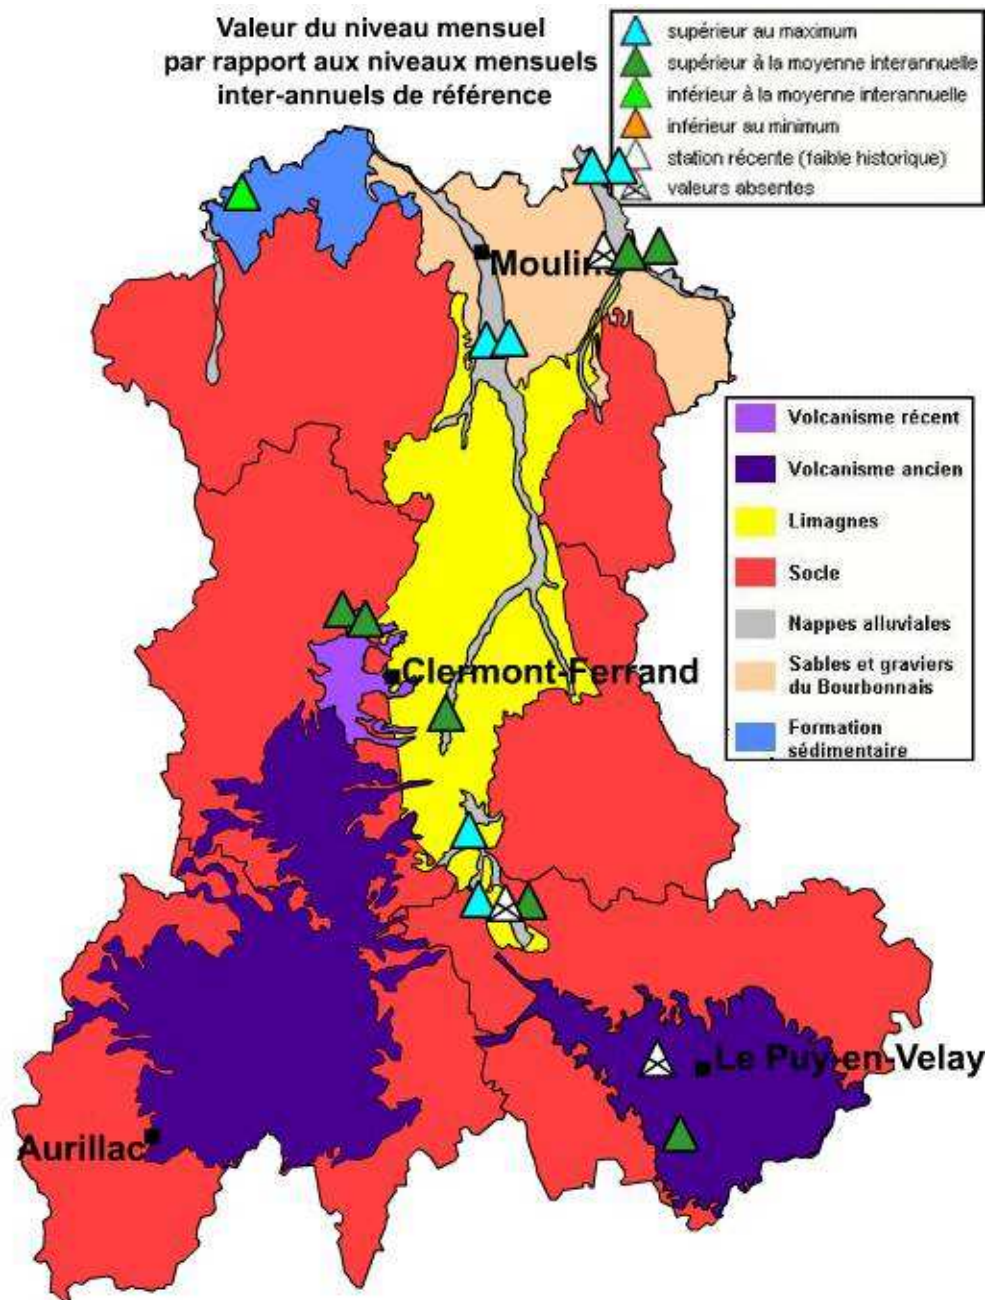 Valeur du niveau mensuel
par rapport aux niveaux mensuels
inter-annuels de référence
supérieur au maximum
supérieur à la moyenne interannuelle
inférieur à la moyenne interannuelle
inférieur au minimum
station récente (faible historique)
valeurs absentes
Moulins
Volcanisme récent
Volcanisme ancien
Limagnes
Socle
Nappes alluviales
Sables et graviers
du Bourbonnais
Formation
sédimentaire
Clermont-Ferrand
Le Puy-en-Velay
Aurillac